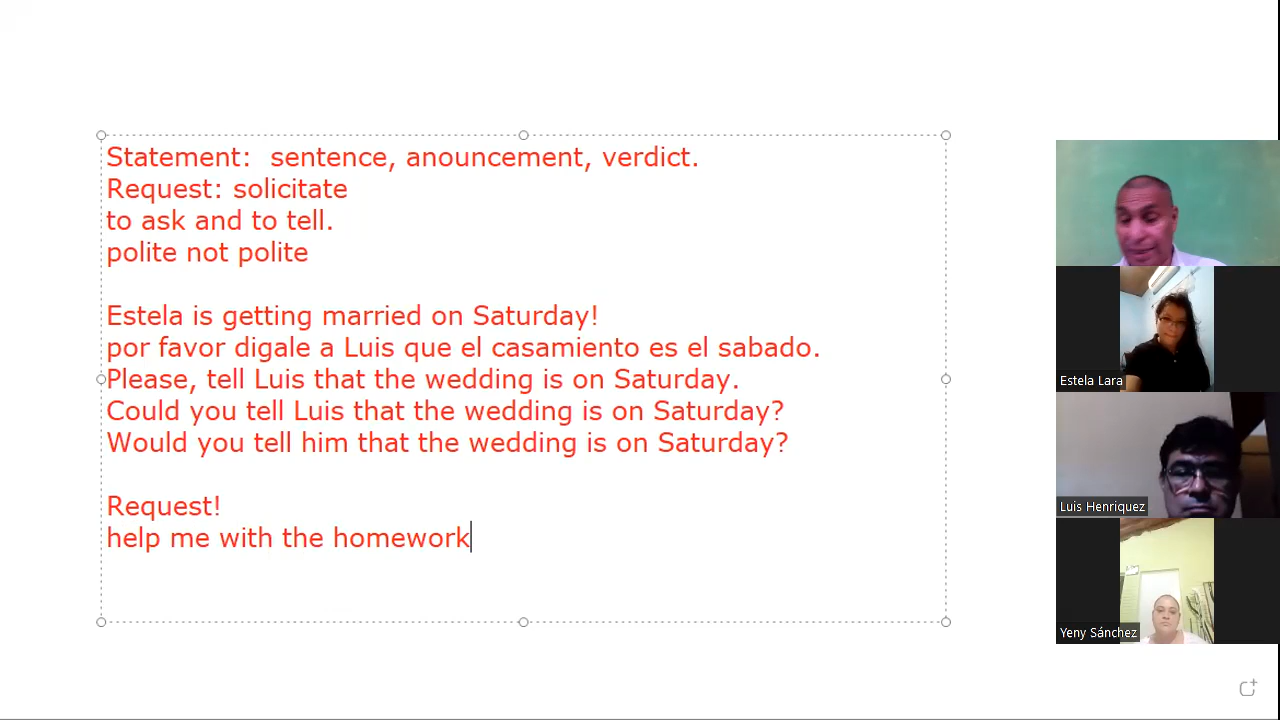 Statement:  sentence, anouncement, verdict.
Request: solicitate
to ask and to tell.
polite not polite
Estela is getting married on Saturday!
por favor digale a Luis que el casamiento es el sabado.
Please, tell Luis that the wedding is on Saturday.
Could you tell Luis that the wedding is on Saturday?
Would you tell him that the wedding is on Saturday?
Request!
help me with the homework
Estela Lara
Luis Henriquez
Yeny Sánchez